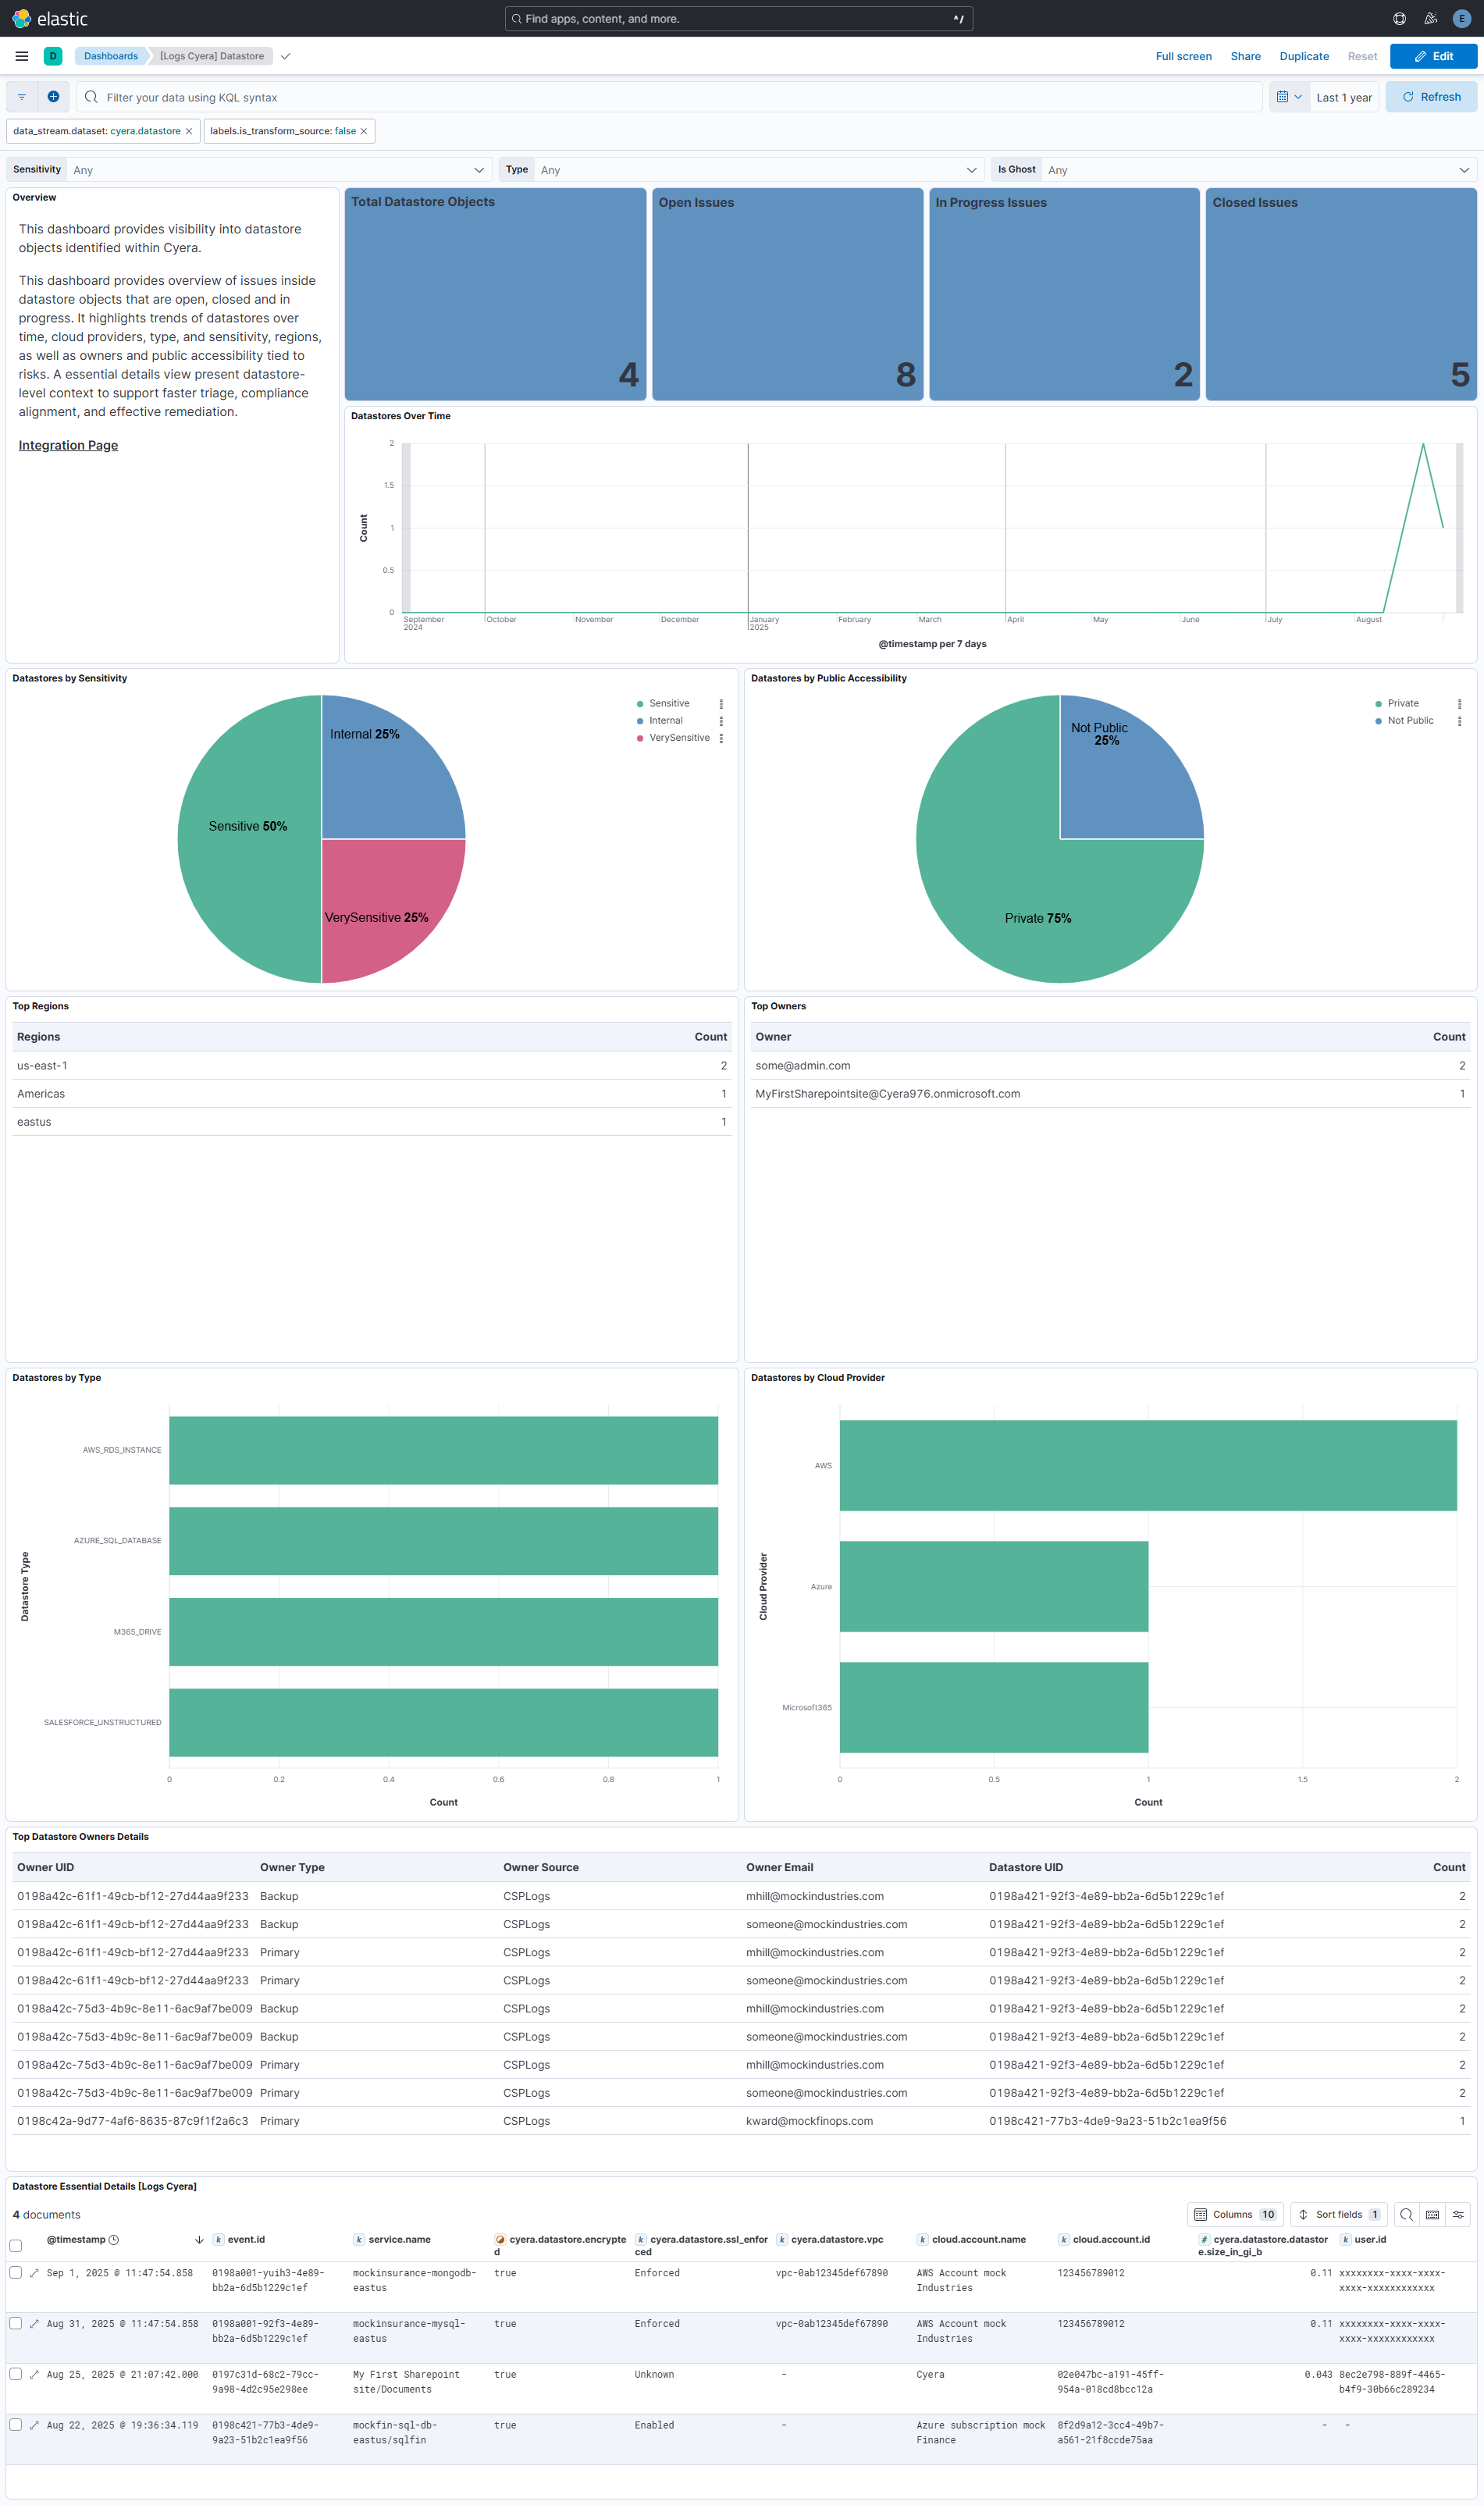 elastic
Find apps, content, and more.
^/
E
D
Dashboards
[Logs Cyera] Datastore
Full screen
Share
Duplicate
Reset
Edit
Filter your data using KQL syntax
Last 1 year
Refresh
data_stream.dataset: cyera.datastore
labels.is_transform_source: false
Sensitivity Any
Type Any
Is Ghost Any
Overview
This dashboard provides visibility into datastore
objects identified within Cyera.
This dashboard provides overview of issues inside
datastore objects that are open, closed and in
progress. It highlights trends of datastores over
time, cloud providers, type, and sensitivity, regions,
as well as owners and public accessibility tied to
risks. A essential details view present datastore-
level context to support faster triage, compliance
alignment, and effective remediation.
Integration Page
Total Datastore Objects
4
Open Issues
8
In Progress Issues
2
Closed Issues
5
Datastores Over Time
Count
2
1.5
1
0.5
0
September
2024
October
November
December
January
2025
February
March
April
May
June
July
August
@timestamp per 7 days
Datastores by Sensitivity
Internal 25%
Sensitive 50%
VerySensitive 25%
Sensitive
Internal
VerySensitive
Datastores by Public Accessibility
Not Public
25%
Private 75%
Private
Not Public
Top Regions
Regions Count
us-east-1 2
Americas 1
eastus 1
Top Owners
Owner Count
some@admin.com 2
MyFirstSharepointsite@Cyera976.onmicrosoft.com 1
Datastores by Type
Datastore Type
AWS_RDS_INSTANCE
AZURE_SQL_DATABASE
M365_DRIVE
SALESFORCE_UNSTRUCTURED
0 0.2 0.4 0.6 0.8 1
Count
Datastores by Cloud Provider
Cloud Provider
AWS
Azure
Microsoft365
0 0.5 1 1.5 2
Count
Top Datastore Owners Details
Owner UID Owner Type Owner Source Owner Email Datastore UID Count
0198a42c-61f1-49cb-bf12-27d44aa9f233 Backup CSPLogs mhill@mockindustries.com 0198a421-92f3-4e89-bb2a-6d5b1229c1ef 2
0198a42c-61f1-49cb-bf12-27d44aa9f233 Backup CSPLogs someone@mockindustries.com 0198a421-92f3-4e89-bb2a-6d5b1229c1ef 2
0198a42c-61f1-49cb-bf12-27d44aa9f233 Primary CSPLogs mhill@mockindustries.com 0198a421-92f3-4e89-bb2a-6d5b1229c1ef 2
0198a42c-61f1-49cb-bf12-27d44aa9f233 Primary CSPLogs someone@mockindustries.com 0198a421-92f3-4e89-bb2a-6d5b1229c1ef 2
0198a42c-75d3-4b9c-8e11-6ac9af7be009 Backup CSPLogs mhill@mockindustries.com 0198a421-92f3-4e89-bb2a-6d5b1229c1ef 2
0198a42c-75d3-4b9c-8e11-6ac9af7be009 Backup CSPLogs someone@mockindustries.com 0198a421-92f3-4e89-bb2a-6d5b1229c1ef 2
0198a42c-75d3-4b9c-8e11-6ac9af7be009 Primary CSPLogs mhill@mockindustries.com 0198a421-92f3-4e89-bb2a-6d5b1229c1ef 2
0198a42c-75d3-4b9c-8e11-6ac9af7be009 Primary CSPLogs someone@mockindustries.com 0198a421-92f3-4e89-bb2a-6d5b1229c1ef 2
0198c42a-9d77-4af6-8635-87c9f1f2a6c3 Primary CSPLogs kward@mockfinops.com 0198c421-77b3-4de9-9a23-51b2c1ea9f56 1
Datastore Essential Details [Logs Cyera]
4 documents
Columns 10
Sort fields 1
@timestamp k event.id k service.name cyera.datastore.encrypte k cyera.datastore.ssl_enfor k cyera.datastore.vpc k cloud.account.name k cloud.account.id # cyera.datastore.datastor k user.id
d ced e.size_in_gi_b
Sep 1, 2025 @ 11:47:54.858 0198a001-yuih3-4e89- mockinsurance-mongodb- true Enforced vpc-0ab12345def67890 AWS Account mock 123456789012 0.11 xxxxxxxx-xxxx-xxxx-
bb2a-6d5b1229c1ef eastus Industries xxxx-xxxxxxxxxxxx
Aug 31, 2025 @ 11:47:54.858 0198a001-92f3-4e89- mockinsurance-mysql- true Enforced vpc-0ab12345def67890 AWS Account mock 123456789012 0.11 xxxxxxxx-xxxx-xxxx-
bb2a-6d5b1229c1ef eastus Industries xxxx-xxxxxxxxxxxx
Aug 25, 2025 @ 21:07:42.000 0197c31d-68c2-79cc- My First Sharepoint true Unknown - Cyera 02e047bc-a191-45ff- 0.043 8ec2e798-889f-4465-
9a98-4d2c95e298ee site/Documents 954a-018cd8bcc12a b4f9-30b66c289234
Aug 22, 2025 @ 19:36:34.119 0198c421-77b3-4de9- mockfin-sql-db- true Enabled - Azure subscription mock 8f2d9a12-3cc4-49b7- - -
9a23-51b2c1ea9f56 eastus/sqlfin Finance a561-21f8ccde75aa